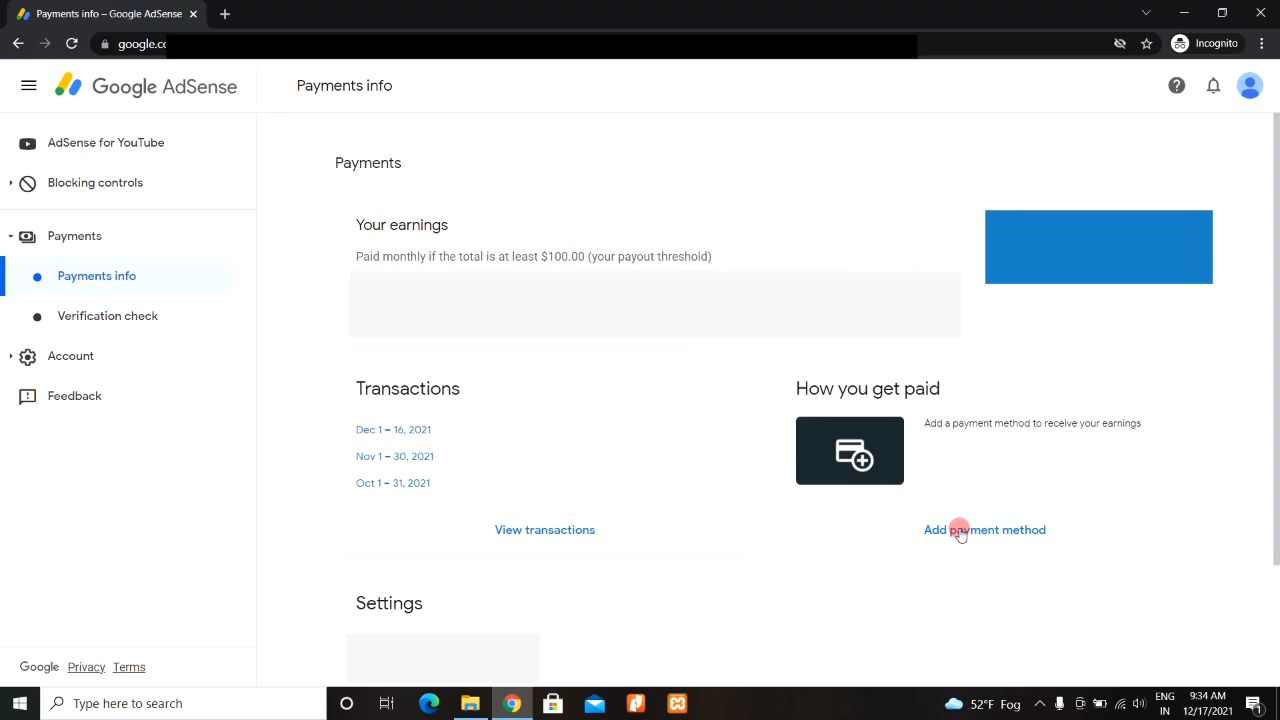 Payments info – Google AdSense
google.co
Incognito
Google AdSense
Payments info
AdSense for YouTube
Blocking controls
Payments
Payments info
Verification check
Account
Feedback
Google Privacy Terms
Payments
Your earnings
Paid monthly if the total is at least $100.00 (your payout threshold)
Transactions
Dec 1 – 16, 2021
Nov 1 – 30, 2021
Oct 1 – 31, 2021
View transactions
How you get paid
Add a payment method to receive your earnings
Add payment method
Settings
Type here to search
52°F Fog
ENG
IN
9:34 AM
12/17/2021
1